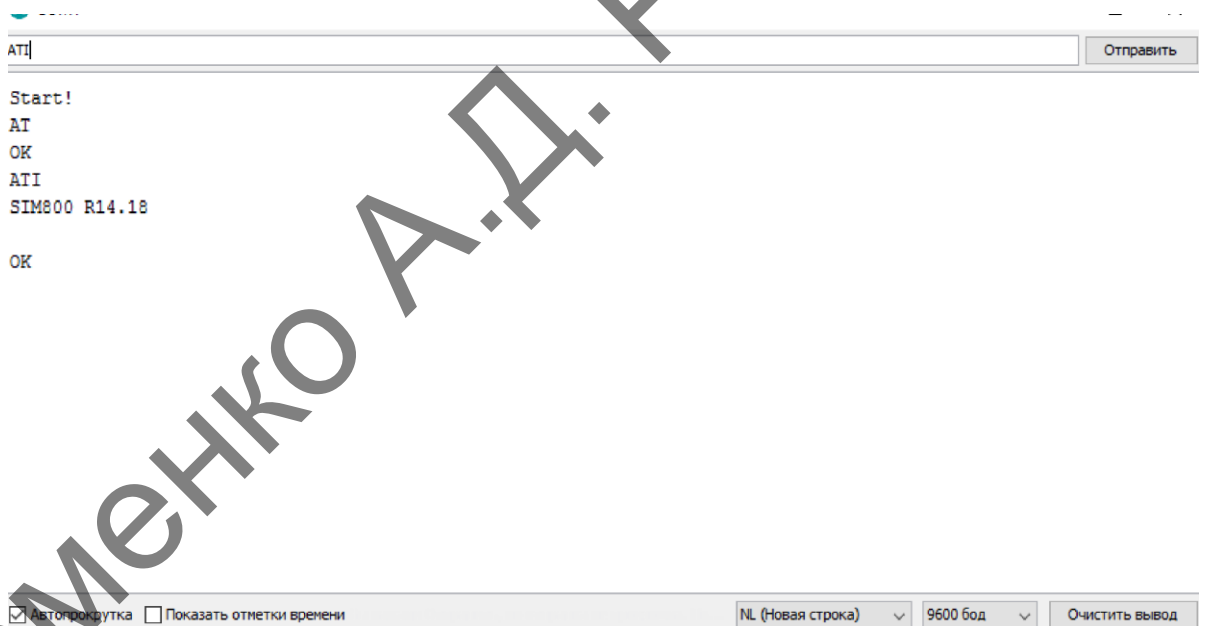 ATI
Отправить
Start!
AT
OK
ATI
SIM800 R14.18
OK
менко А.Д.
Автопрокрутка Показать отметки времени NL (Новая строка) 9600 бод Очистить вывод